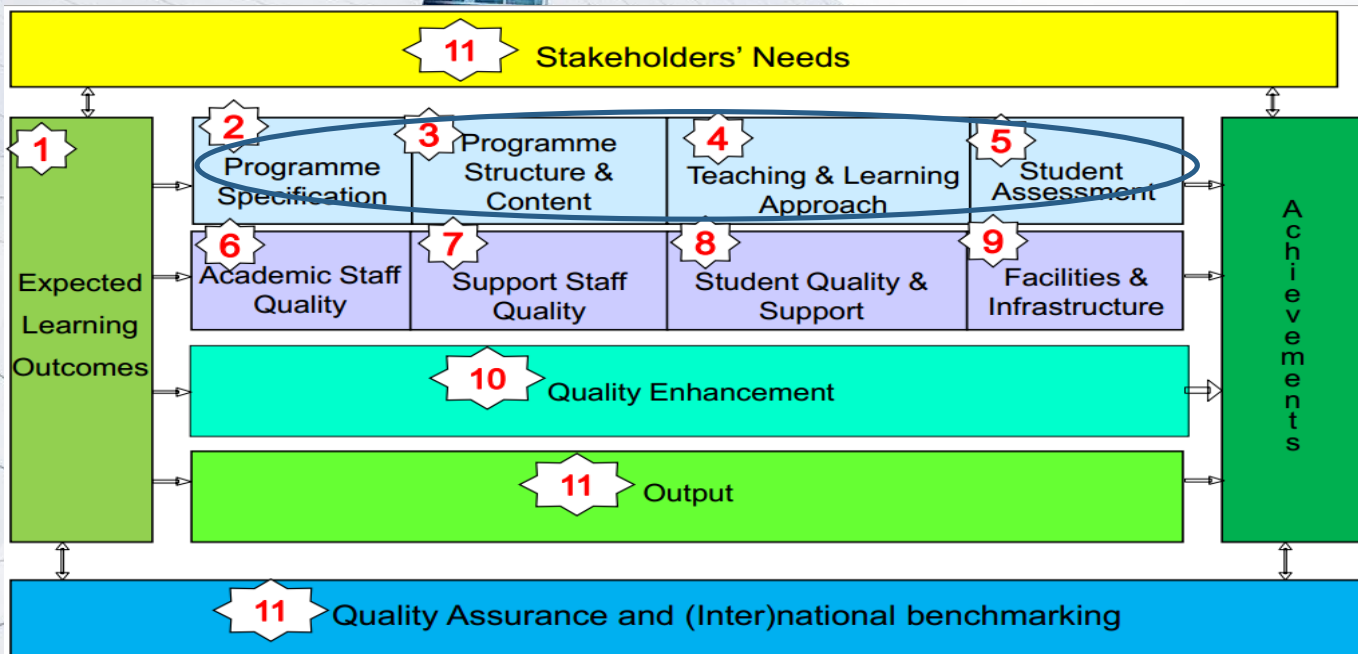 11 Stakeholders' Needs
1
Expected
Learning
Outcomes
2
Programme
Specification
3
Programme
Structure &
Content
4
Teaching & Learning
Approach
5
Student
Assessment
6
Academic Staff
Quality
7
Support Staff
Quality
8
Student Quality &
Support
9
Facilities &
Infrastructure
10 Quality Enhancement
11 Output
Achievements
11 Quality Assurance and (Inter)national benchmarking